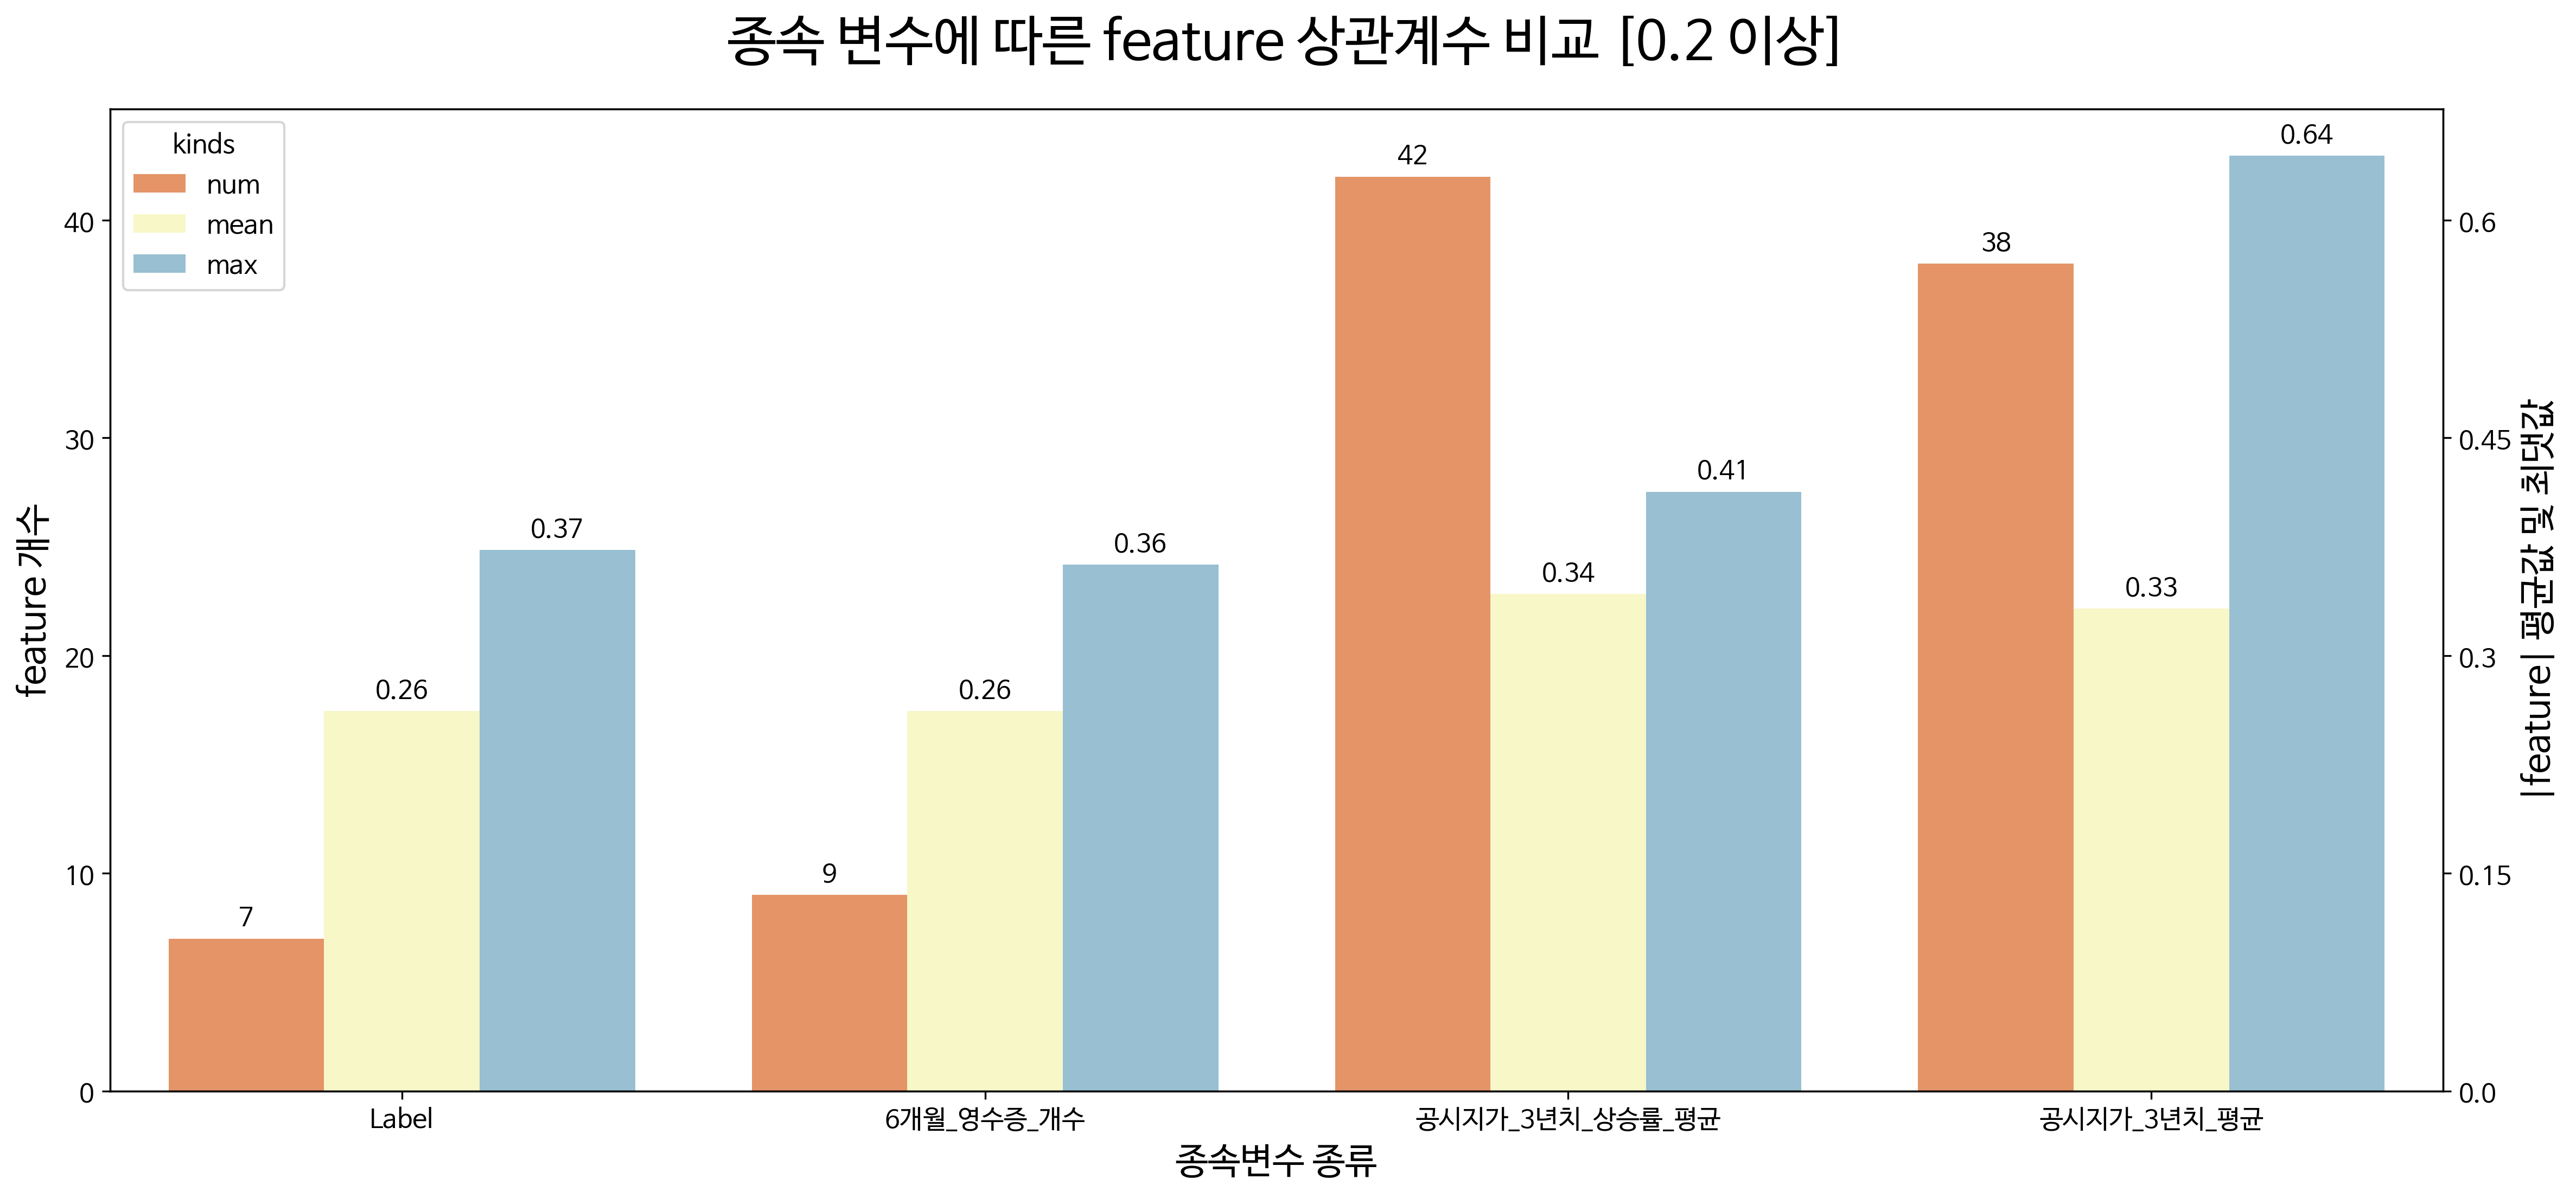 종속 변수에 따른 feature 상관계수 비교 [0.2 이상]
kinds
num
mean
max
feature 개수
40
30
20
10
0
7
0.26
0.37
9
0.26
0.36
42
0.34
0.41
38
0.33
0.64
0.6
0.45
0.3
0.15
0.0
|feature| 평균값 및 최댓값
Label
6개월_영수증_개수
공시지가_3년치_상승률_평균
공시지가_3년치_평균
종속변수 종류